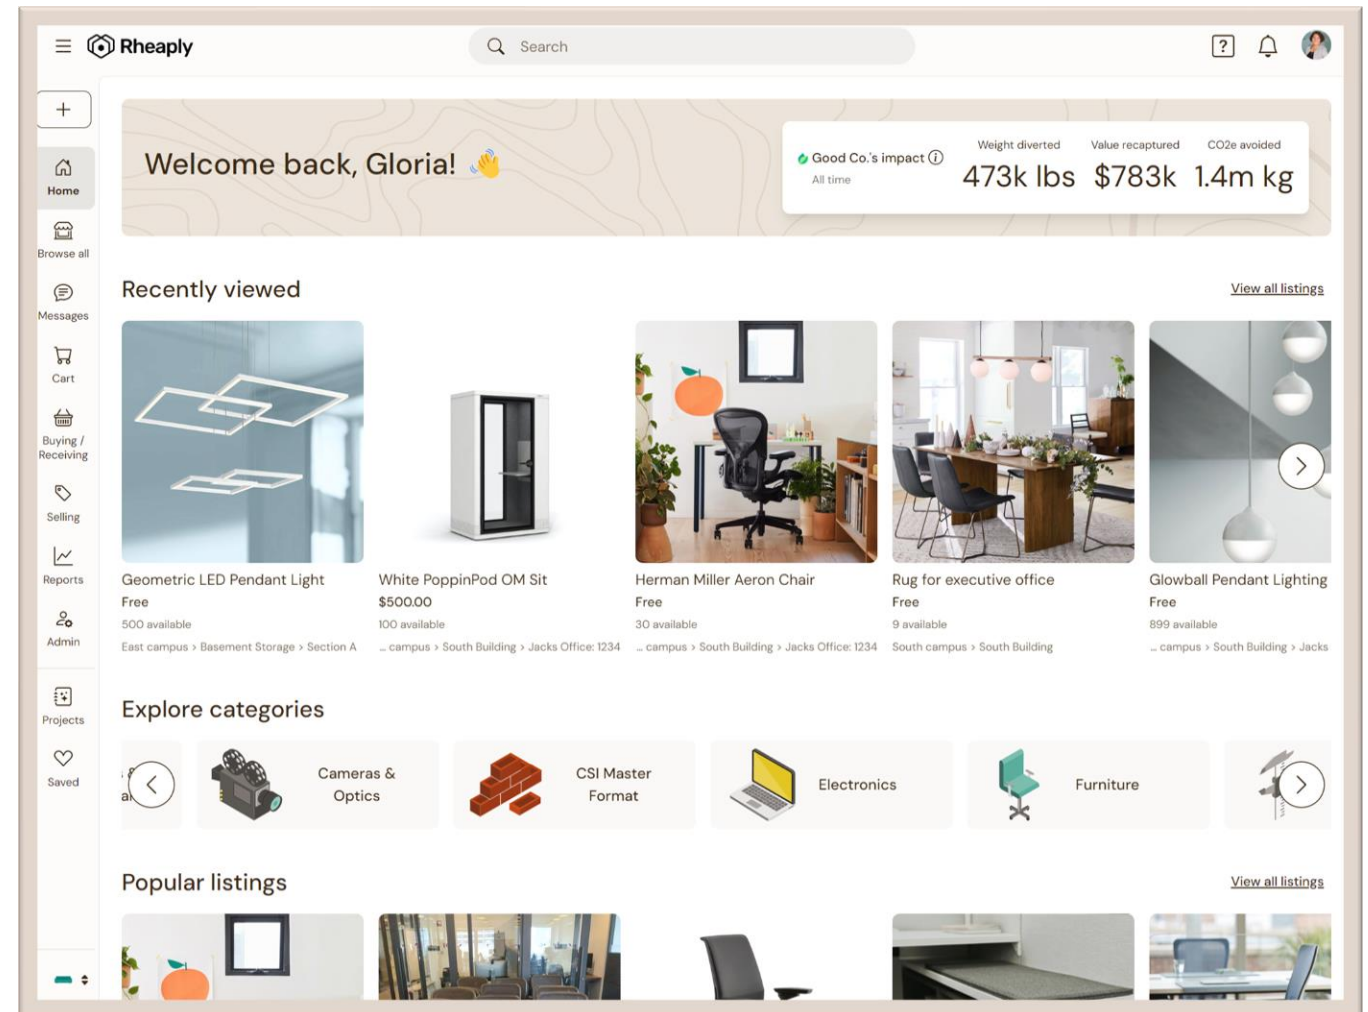 Rheaply
Search
?
+
Home
Browse all
Messages
Cart
Buying /
Receiving
Selling
Reports
Admin
Projects
Saved
Welcome back, Gloria!
Good Co.'s impact
All time
Weight diverted
473k lbs
Value recaptured
$783k
CO2e avoided
1.4m kg
Recently viewed
View all listings
Geometric LED Pendant Light
Free
500 available
East campus > Basement Storage > Section A
White PoppinPod OM Sit
$500.00
100 available
... campus > South Building > Jacks Office: 1234
Herman Miller Aeron Chair
Free
30 available
... campus > South Building > Jacks Office: 1234
Rug for executive office
Free
9 available
South campus > South Building
Glowball Pendant Lighting
Free
899 available
... campus > South Building > Jacks
Explore categories
Cameras &
Optics
CSI Master
Format
Electronics
Furniture
Popular listings
View all listings